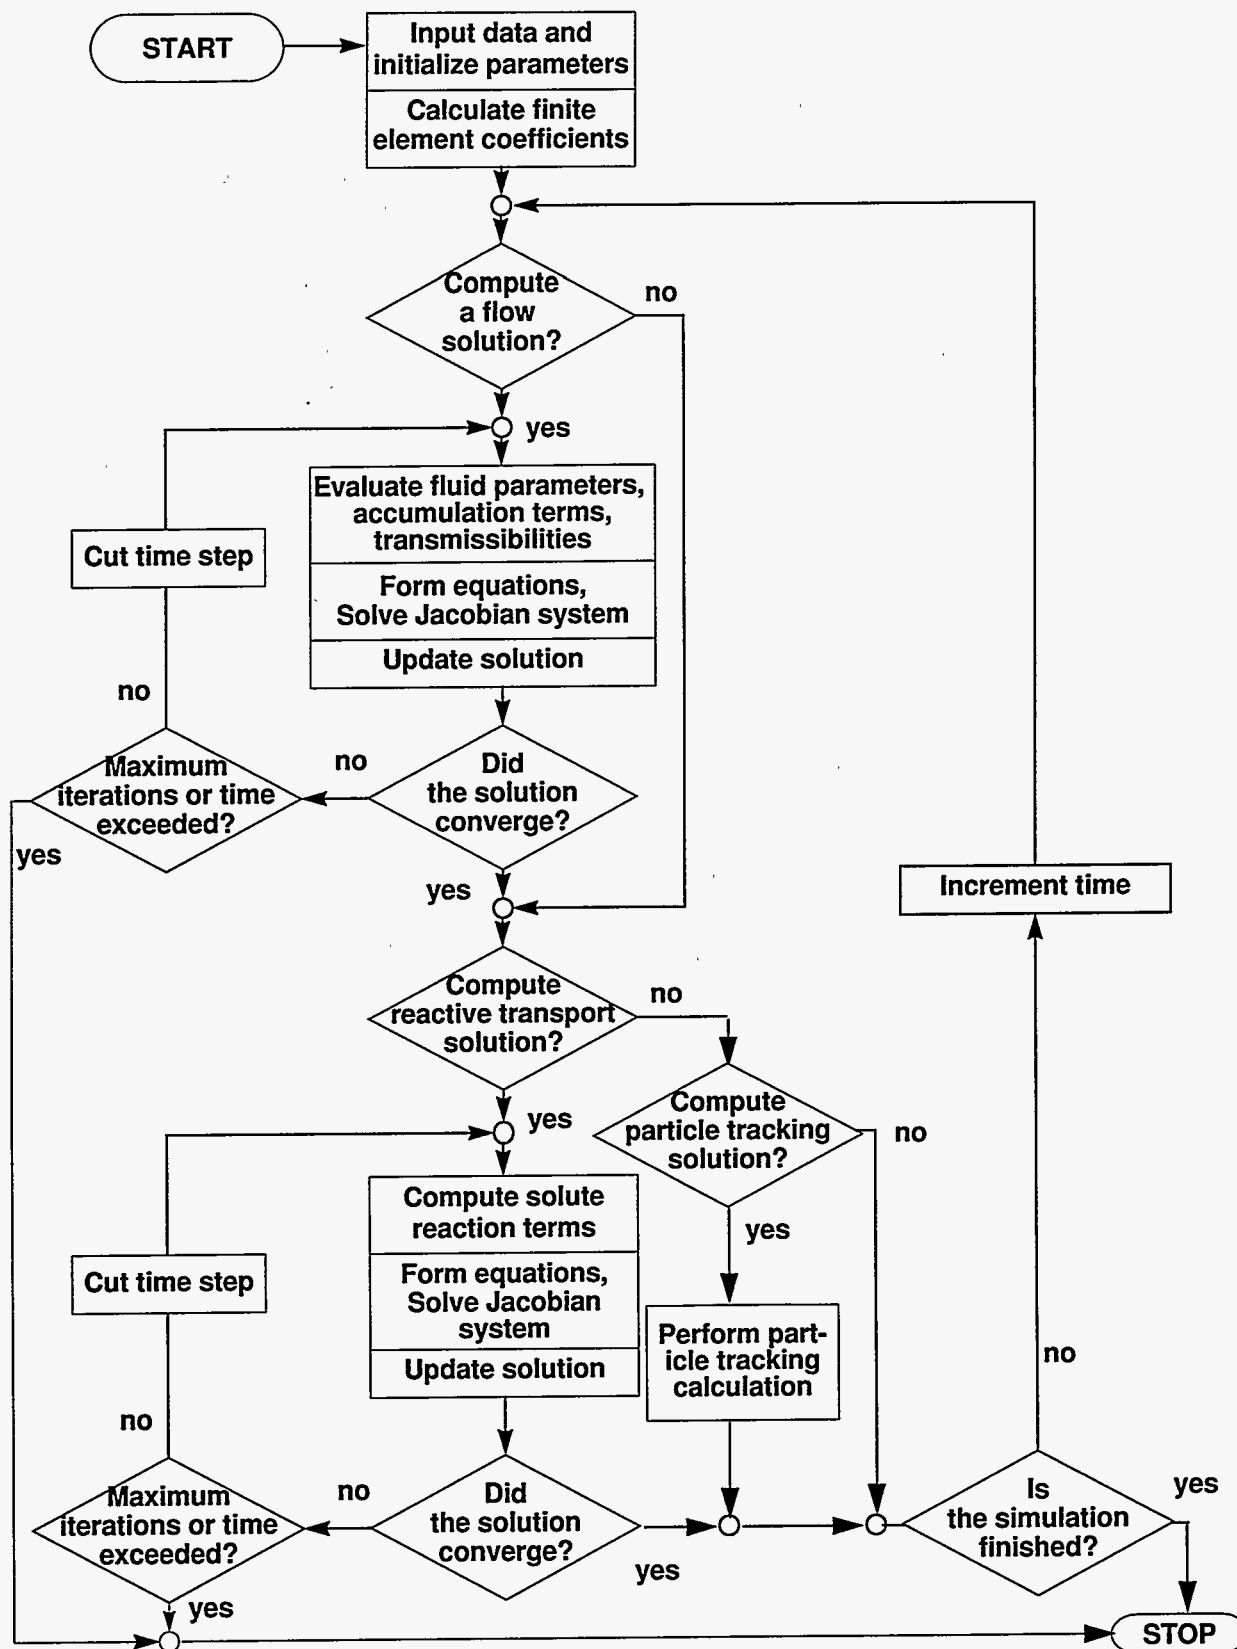 START
Input data and
initialize parameters
Calculate finite
element coefficients
Compute
a flow
solution?
no
yes
Evaluate fluid parameters,
accumulation terms,
transmissibilities
Cut time step
Form equations,
Solve Jacobian system
Update solution
no
Maximum
iterations or time
exceeded?
no
Did
the solution
converge?
yes
yes
Increment time
Compute
reactive transport
solution?
no
yes
Compute
particle tracking
solution?
no
yes
Compute solute
reaction terms
Cut time step
Form equations,
Solve Jacobian
system
Update solution
Perform part-
icle tracking
calculation
no
no
Maximum
iterations or time
exceeded?
no
Did
the solution
converge?
yes
Is
the simulation
finished?
yes
yes
STOP